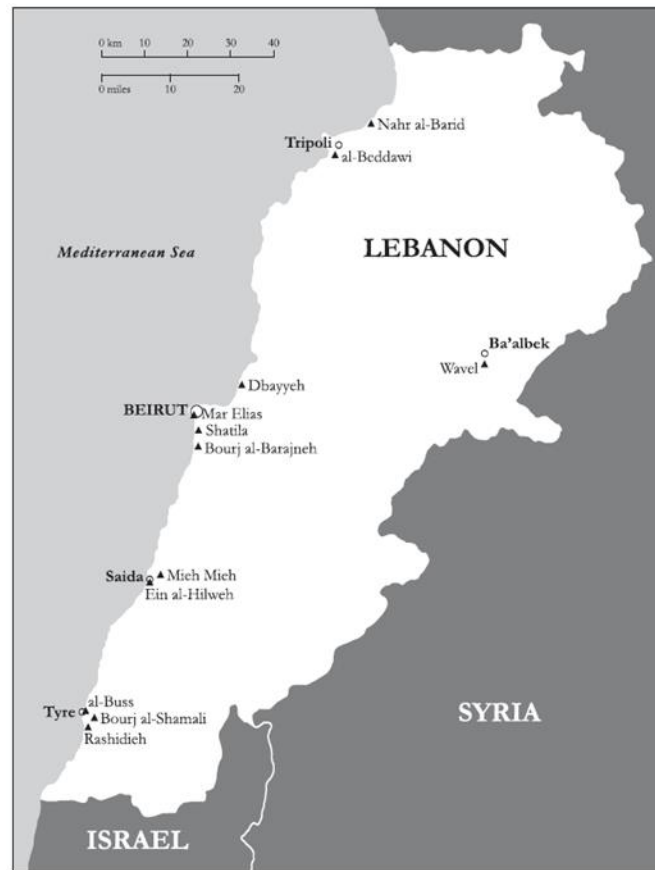 0 km 10 20 30 40
0 miles 10 20
Nahr al-Barid
Tripoli
al-Beddawi
Mediterranean Sea
LEBANON
Ba'albek
Wavel
Dbayyeh
BEIRUT
Mar Elias
Shatila
Bourj al-Barajneh
Saida
Mieh Mieh
Ein al-Hilweh
al-Buss
Tyre
Bourj al-Shamali
Rashidieh
SYRIA
ISRAEL